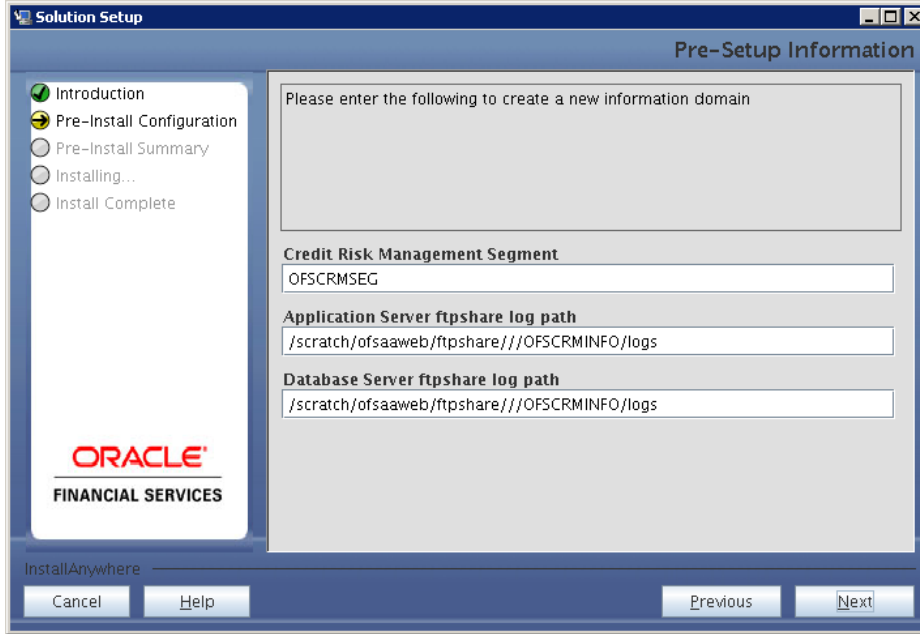 Solution Setup
Pre-Setup Information
Introduction
Pre-Install Configuration
Pre-Install Summary
Installing...
Install Complete
Please enter the following to create a new information domain
Credit Risk Management Segment
OFSCRMSEG
Application Server ftpshare log path
/scratch/ofsaaweb/ftpshare///OFSCRMINFO/logs
Database Server ftpshare log path
/scratch/ofsaaweb/ftpshare///OFSCRMINFO/logs
ORACLE®
FINANCIAL SERVICES
InstallAnywhere
Cancel Help Previous Next